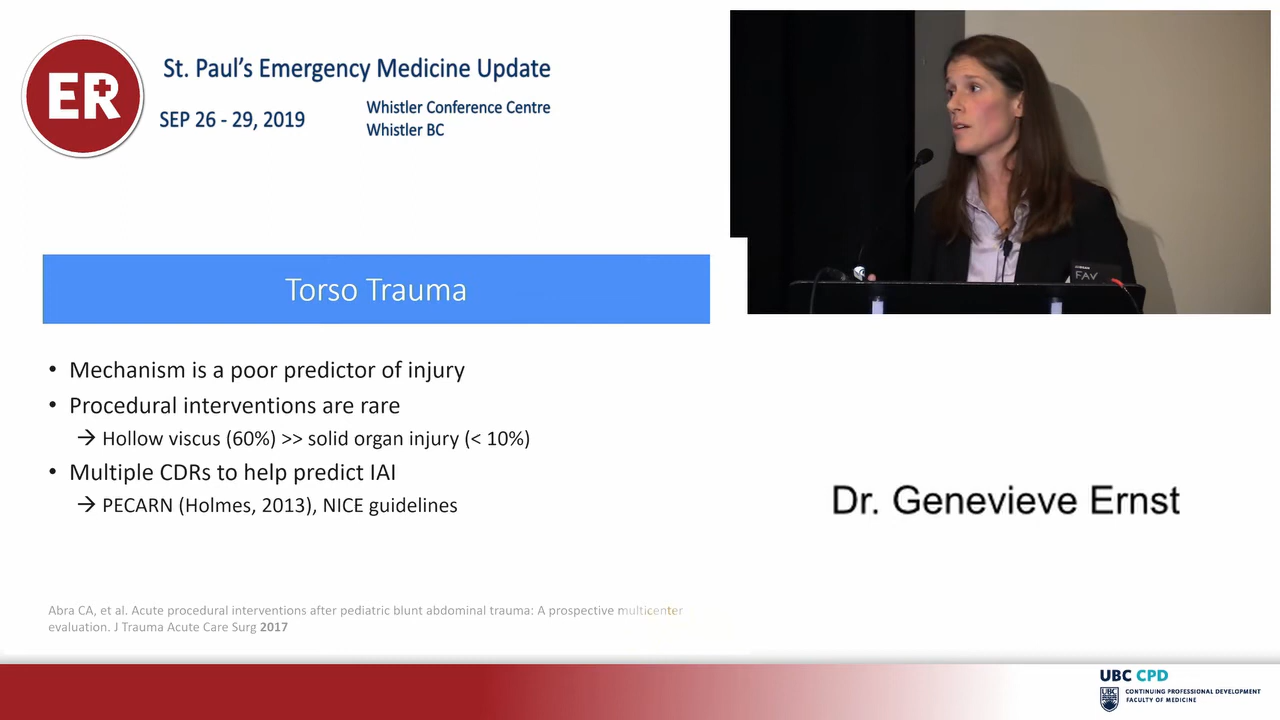 ER
St. Paul's Emergency Medicine Update
SEP 26 - 29, 2019
Whistler Conference Centre
Whistler BC
Torso Trauma
• Mechanism is a poor predictor of injury
• Procedural interventions are rare
→ Hollow viscus (60%) >> solid organ injury (< 10%)
• Multiple CDRs to help predict IAI
→ PECARN (Holmes, 2013), NICE guidelines
Abra CA, et al. Acute procedural interventions after pediatric blunt abdominal trauma: A prospective multicenter
evaluation. J Trauma Acute Care Surg 2017
FAV
Dr. Genevieve Ernst
UBC CPD
CONTINUING PROFESSIONAL DEVELOPMENT
FACULTY OF MEDICINE